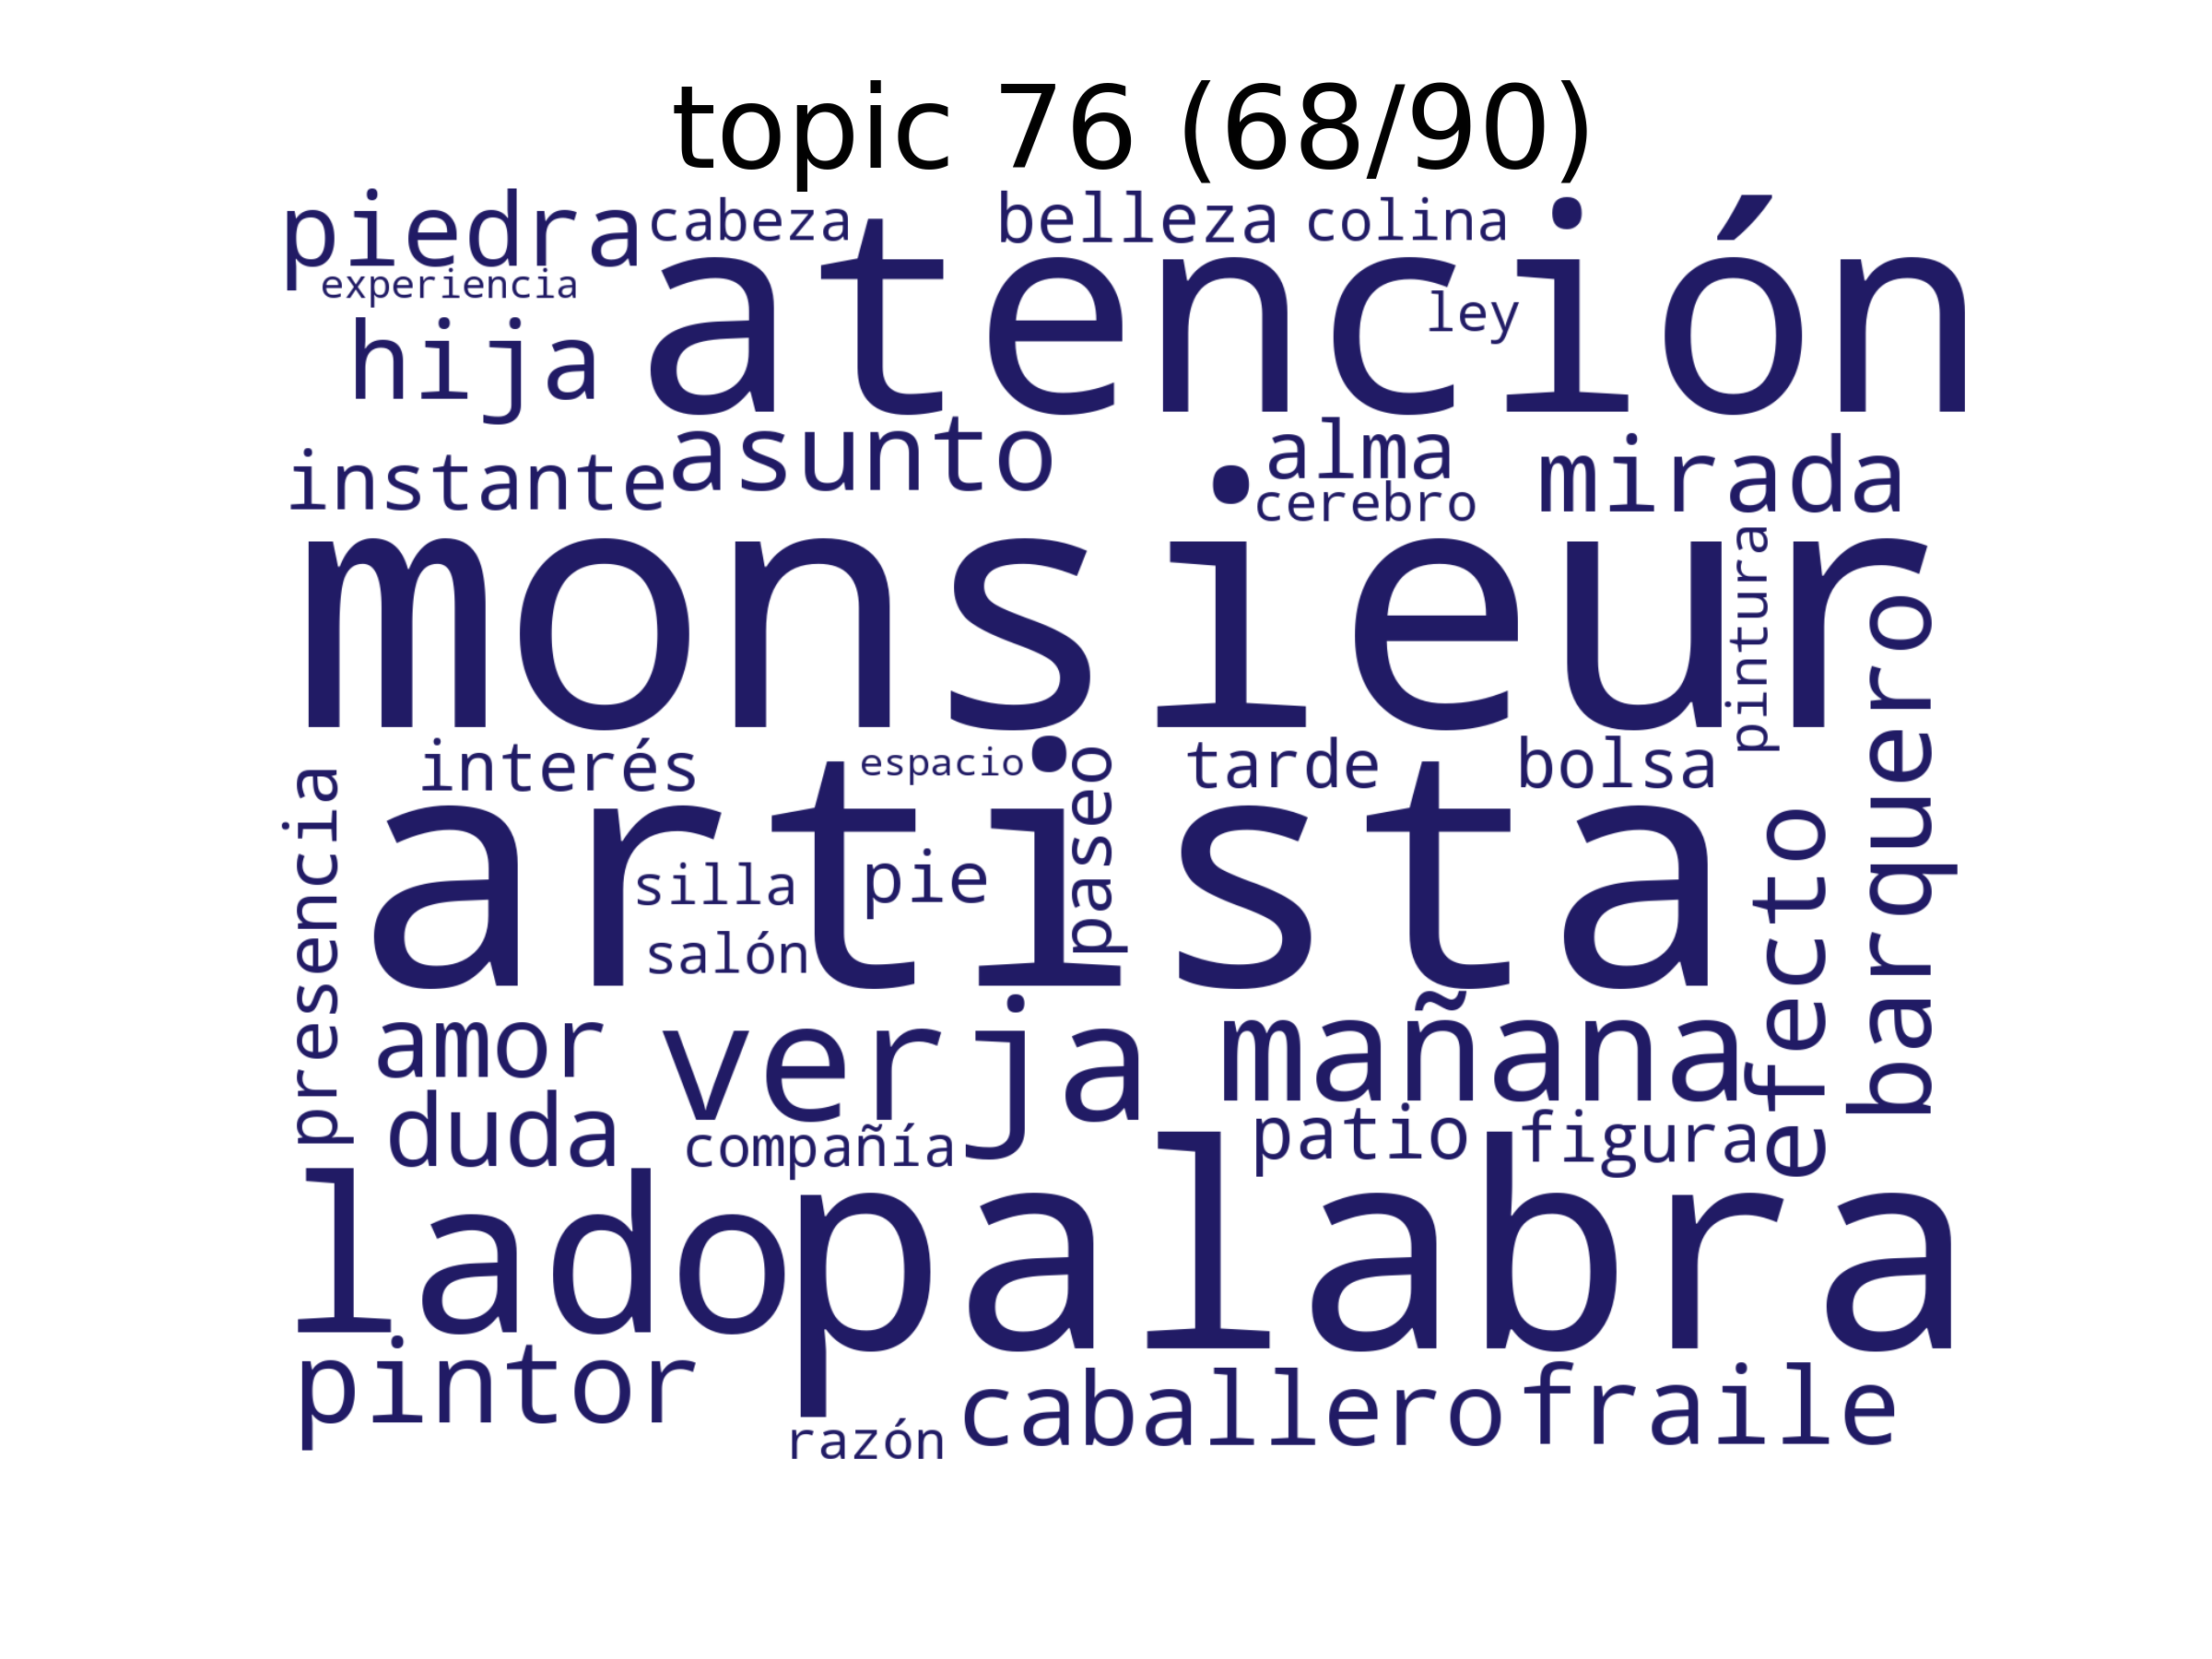 topic 76 (68/90)
piedra cabeza belleza colina
atención
experiencia ley
hija
asunto alma mirada
instante cerebro
monsieur pintura
barquero
interés espacio paseo tarde bolsa
presencia artista efecto
silla pie
salón
amor verja mañana
duda compañía patio figura
lado palabra
pintor caballero fraile
razón